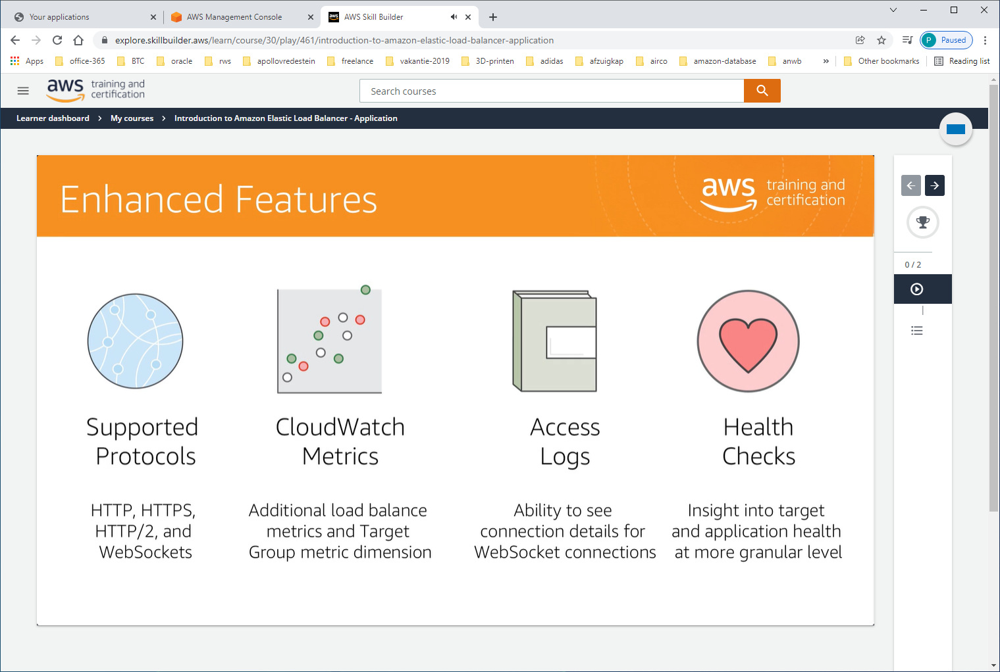 Your applications
AWS Management Console
aws
AWS Skill Builder
explore.skillbuilder.aws/learn/course/30/play/461/introduction-to-amazon-elastic-load-balancer-application
P Paused
Apps
office-365
BTC
oracle
rws
apollovredestein
freelance
vakantie-2019
3D-printen
adidas
afzuigkap
airco
amazon-database
anwb
»
Other bookmarks
Reading list
aws
training and
certification
Search courses
Learner dashboard > My courses > Introduction to Amazon Elastic Load Balancer - Application
Enhanced Features
aws
training and
certification
0 / 2
Supported
Protocols
HTTP, HTTPS,
HTTP/2, and
WebSockets
CloudWatch
Metrics
Additional load balance
metrics and Target
Group metric dimension
Access
Logs
Ability to see
connection details for
WebSocket connections
Health
Checks
Insight into target
and application health
at more granular level